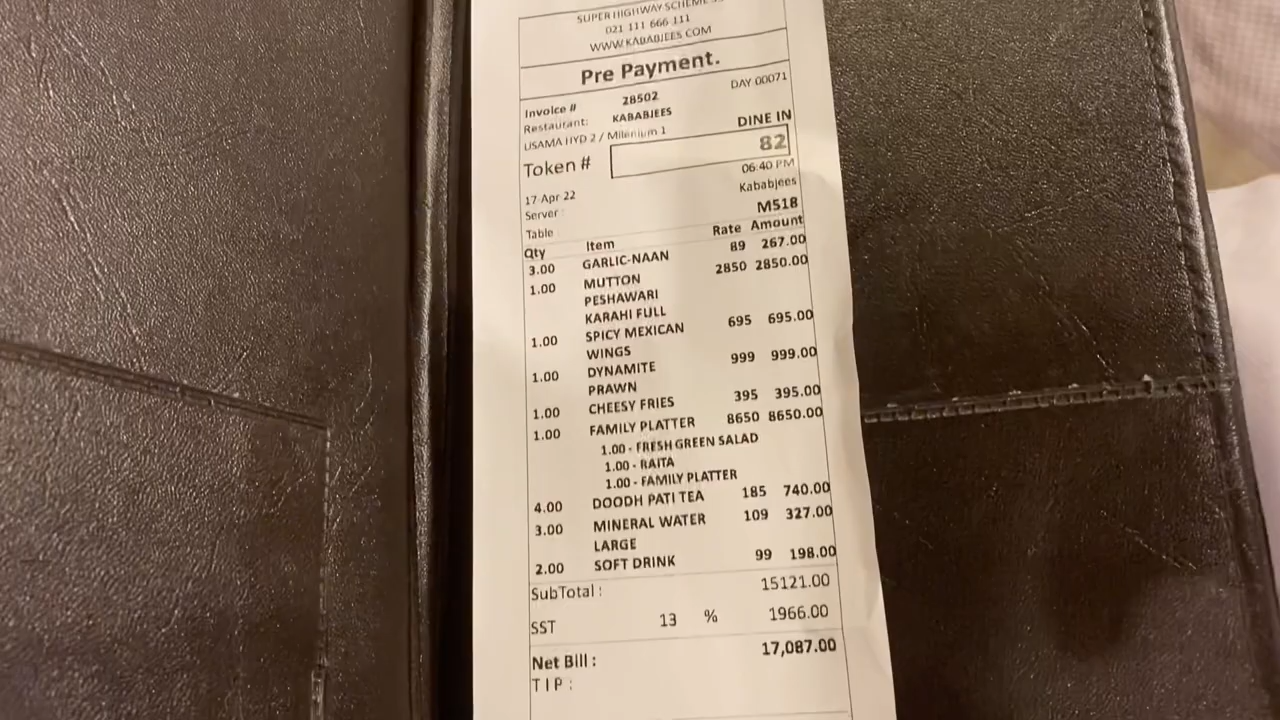 SUPER HIGHWAY SCHEME
021 111 666 111
WWW.KABABJEES.COM
Pre Payment.
Invoice # 28502 DAY 00071
Restaurant: KABABJEES
USAMA HYD 2 / Milenium 1 DINE IN
Token # 82
06:40 PM
17 Apr 22 Kababjees
Server :
Table M518
Qty Item Rate Amount
3.00 GARLIC-NAAN 89 267.00
1.00 MUTTON 2850 2850.00
PESHAWARI
KARAHI FULL
1.00 SPICY MEXICAN 695 695.00
WINGS
1.00 DYNAMITE 999 999.00
PRAWN
1.00 CHEESY FRIES 395 395.00
1.00 FAMILY PLATTER 8650 8650.00
1.00 - FRESH GREEN SALAD
1.00 - RAITA
1.00 - FAMILY PLATTER
4.00 DOODH PATI TEA 185 740.00
3.00 MINERAL WATER 109 327.00
LARGE
2.00 SOFT DRINK 99 198.00
SubTotal : 15121.00
SST 13 % 1966.00
Net Bill : 17,087.00
T I P :